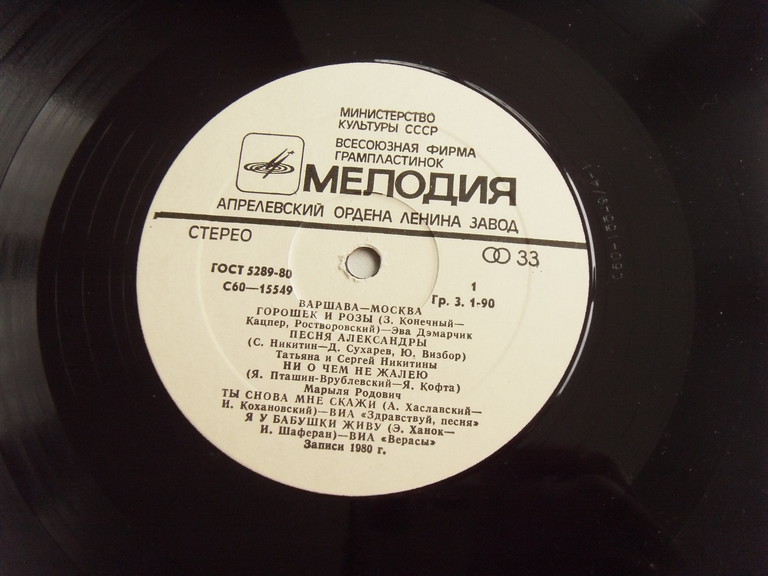 МИНИСТЕРСТВО
КУЛЬТУРЫ СССР
ВСЕСОЮЗНАЯ ФИРМА
ГРАМПЛАСТИНОК
МЕЛОДИЯ
АПРЕЛЕВСКИЙ ОРДЕНА ЛЕНИНА ЗАВОД
СТЕРЕО
33
ГОСТ 5289-80
1
С60—15549
Гр. 3. 1-90
ВАРШАВА—МОСКВА
ГОРОШЕК И РОЗЫ (З. Конечный—
Кацпер, Ростворовский)—Эва Дэмарчик
ПЕСНЯ АЛЕКСАНДРЫ
(С. Никитин—Д. Сухарев, Ю. Визбор)
Татьяна и Сергей Никитины
НИ О ЧЕМ НЕ ЖАЛЕЮ
(Я. Пташин-Врублевский—Я. Кофта)
Марыля Родович
ТЫ СНОВА МНЕ СКАЖИ (А. Хаславский—
И. Кохановский)—ВИА «Здравствуй, песня»
Я У БАБУШКИ ЖИВУ (Э. Ханок—
И. Шаферан)—ВИА «Верасы»
Записи 1980 г.